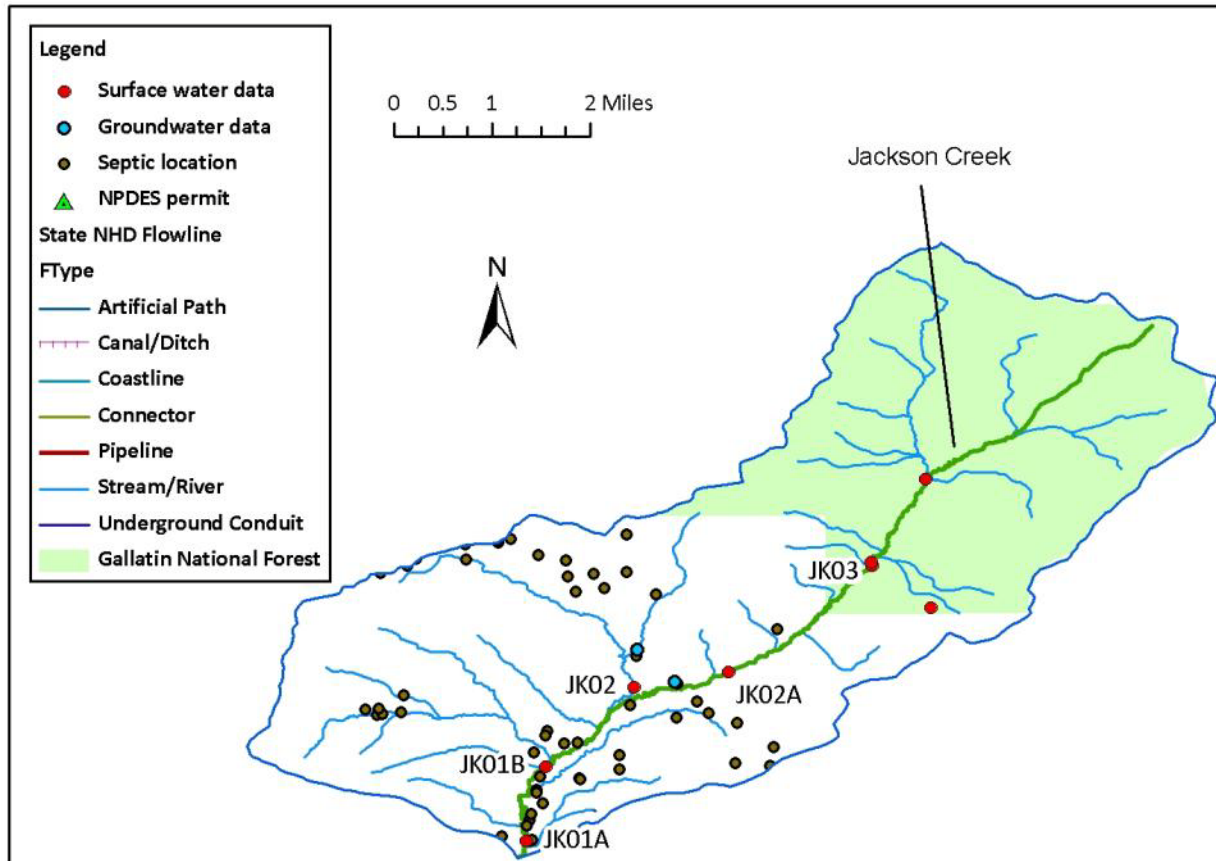 Legend
Surface water data
Groundwater data
Septic location
NPDES permit
State NHD Flowline
FType
Artificial Path
Canal/Ditch
Coastline
Connector
Pipeline
Stream/River
Underground Conduit
Gallatin National Forest
0 0.5 1 2 Miles
Jackson Creek
N
JK03
JK02
JK02A
JK01B
JK01A